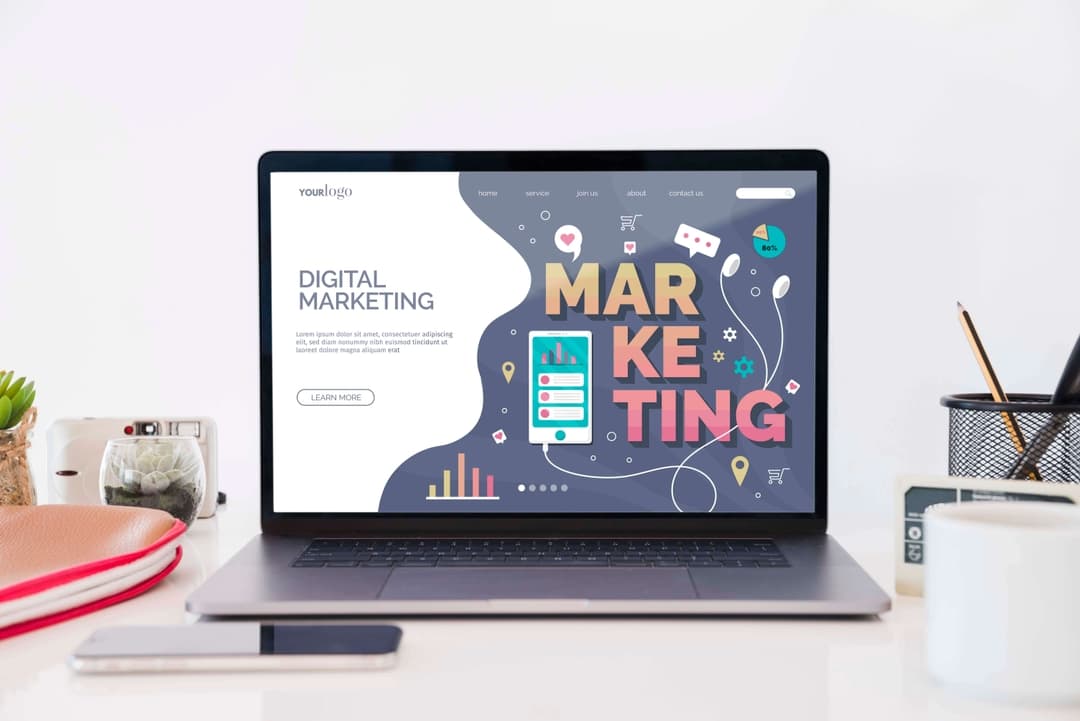 YOURlogo
home service join us about contact us
DIGITAL
MARKETING
Lorem ipsum dolor sit amet, consectetuer adipiscing
elit, sed diam nonummy nibh euismod tincidunt ut
laoreet dolore magna aliquam erat
LEARN MORE
MAR
KE
TING
20%
80%